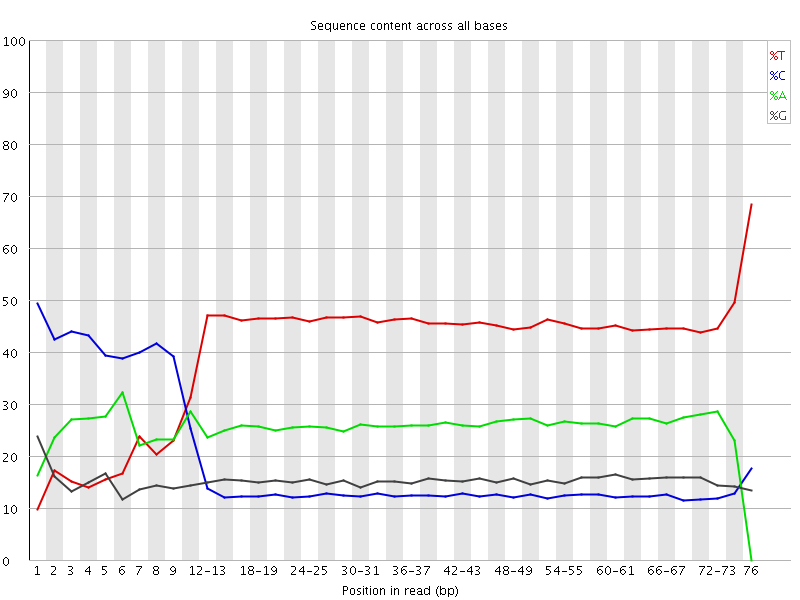 Sequence content across all bases
100
90
80
70
60
50
40
30
20
10
0
%T
%C
%A
%G
1 2 3 4 5 6 7 8 9 12-13 18-19 24-25 30-31 36-37 42-43 48-49 54-55 60-61 66-67 72-73 76
Position in read (bp)